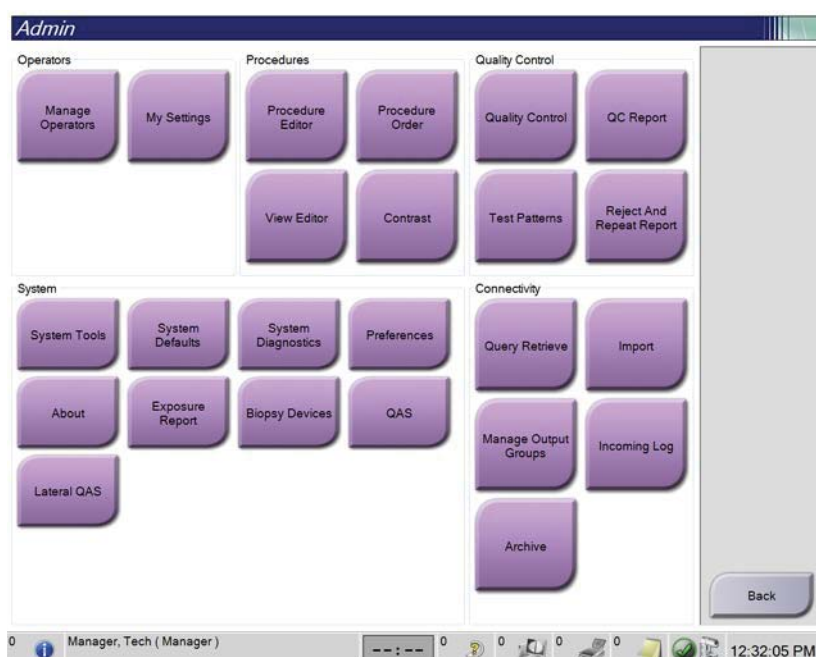 Admin
Operators
Manage
Operators
My Settings
Procedures
Procedure
Editor
Procedure
Order
View Editor
Contrast
Quality Control
Quality Control
QC Report
Test Patterns
Reject And
Repeat Report
System
System Tools
System
Defaults
System
Diagnostics
Preferences
About
Exposure
Report
Biopsy Devices
QAS
Lateral QAS
Connectivity
Query Retrieve
Import
Manage Output
Groups
Incoming Log
Archive
Back
0 Manager, Tech ( Manager ) --:-- 0 0 0 0 12:32:05 PM